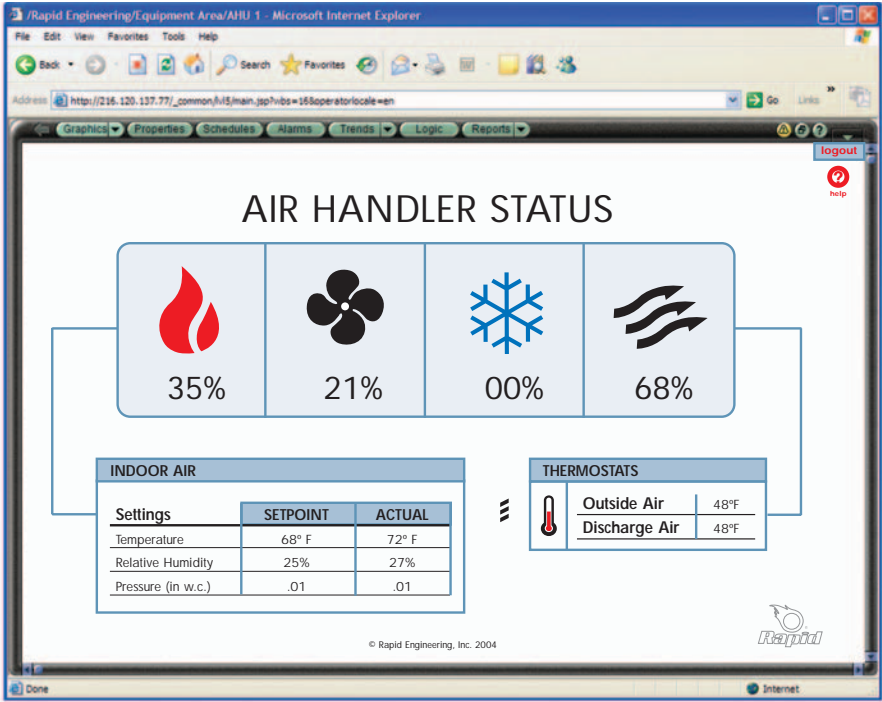 /Rapid Engineering/Equipment Area/AHU 1 - Microsoft Internet Explorer
File Edit View Favorites Tools Help
Back Search Favorites
Address http://216.120.137.77/_common/lvl5/main.jsp?wbs=16&operatorlocale=en Go Links »
Graphics Properties Schedules Alarms Trends Logic Reports ?
logout
?
help
AIR HANDLER STATUS
35% 21% 00% 68%
INDOOR AIR
Settings SETPOINT ACTUAL
Temperature 68° F 72° F
Relative Humidity 25% 27%
Pressure (in w.c.) .01 .01
THERMOSTATS
Outside Air 48°F
Discharge Air 48°F
Rapid
© Rapid Engineering, Inc. 2004
Done Internet